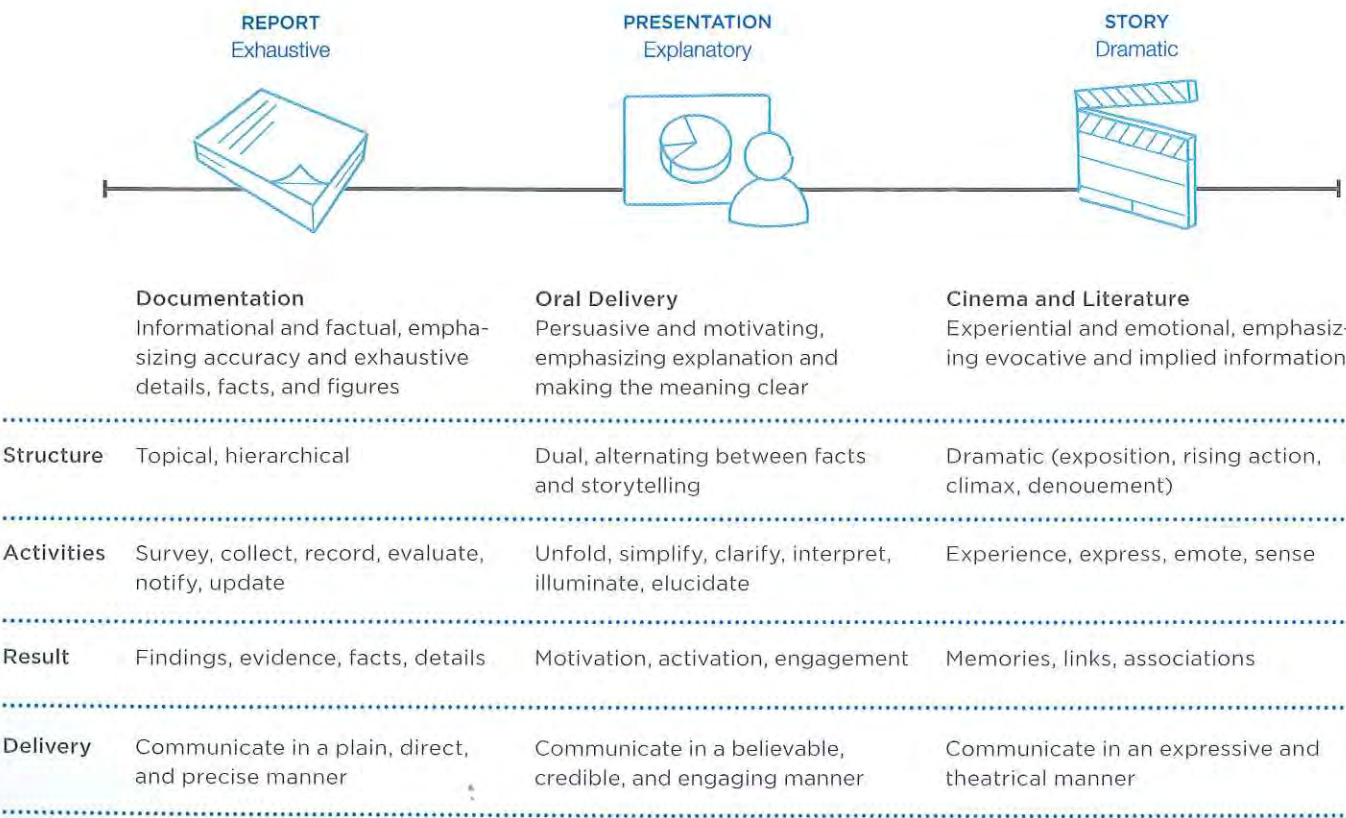 REPORT
Exhaustive
PRESENTATION
Explanatory
STORY
Dramatic
Documentation
Informational and factual, empha-
sizing accuracy and exhaustive
details, facts, and figures
Oral Delivery
Persuasive and motivating,
emphasizing explanation and
making the meaning clear
Cinema and Literature
Experiential and emotional, emphasiz-
ing evocative and implied information
Structure
Topical, hierarchical
Dual, alternating between facts
and storytelling
Dramatic (exposition, rising action,
climax, denouement)
Activities
Survey, collect, record, evaluate,
notify, update
Unfold, simplify, clarify, interpret,
illuminate, elucidate
Experience, express, emote, sense
Result
Findings, evidence, facts, details
Motivation, activation, engagement
Memories, links, associations
Delivery
Communicate in a plain, direct,
and precise manner
Communicate in a believable,
credible, and engaging manner
Communicate in an expressive and
theatrical manner